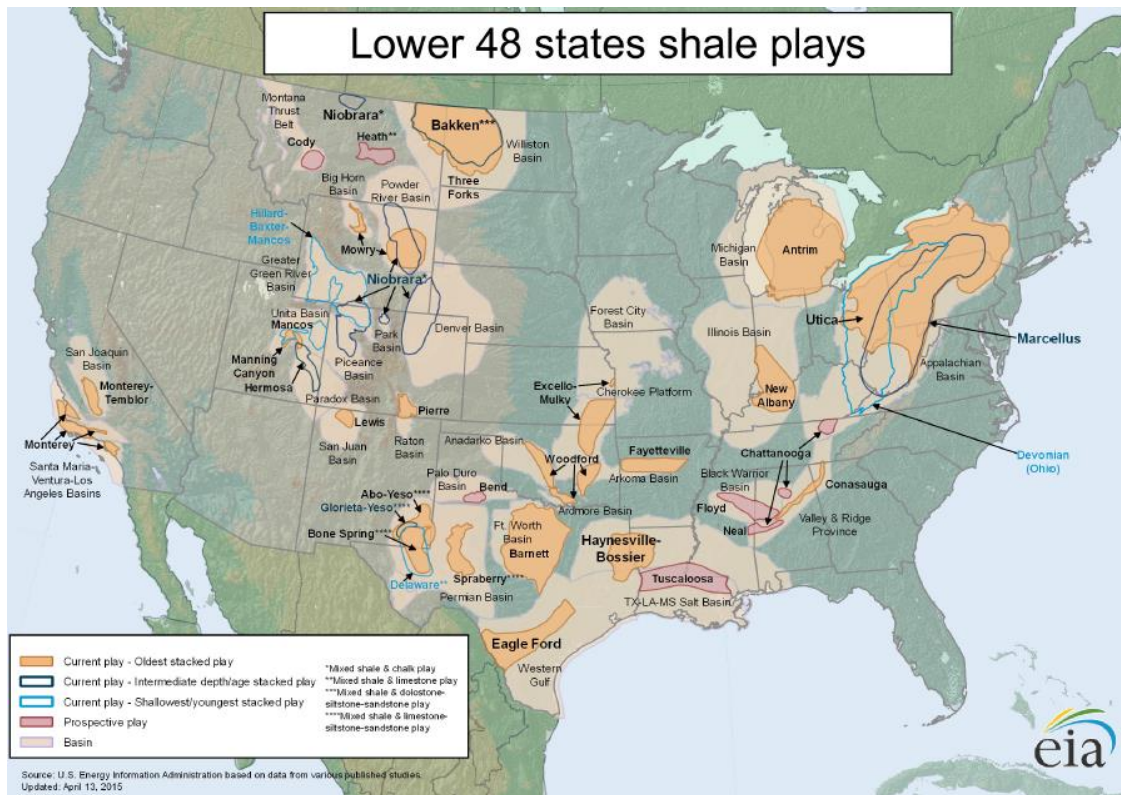 Lower 48 states shale plays
Montana
Thrust
Belt
Niobrara*
Bakken***
Williston
Basin
Cody
Heath**
Big Horn
Basin
Powder
River Basin
Three
Forks
Hillard-
Baxter-
Mancos
Mowry
Greater
Green River
Basin
Niobrara*
Michigan
Basin
Antrim
Uinta Basin
Mancos
Park
Basin
Denver Basin
Forest City
Basin
Illinois Basin
Utica
Marcellus
San Joaquin
Basin
Manning
Canyon
Piceance
Basin
Hermosa
Appalachian
Basin
Monterey-
Temblor
Paradox Basin
Excello-
Mulky
Cherokee Platform
New
Albany
Lewis
Pierre
Monterey
San Juan
Basin
Raton
Basin
Anadarko Basin
Woodford
Fayetteville
Chattanooga
Devonian
(Ohio)
Santa Maria-
Ventura-Los
Angeles Basins
Palo Duro
Basin
Bend
Arkoma Basin
Black Warrior
Basin
Conasauga
Abo-Yeso****
Glorieta-Yeso****
Ardmore Basin
Floyd
Neal
Valley & Ridge
Province
Bone Spring****
Ft. Worth
Basin
Barnett
Haynesville-
Bossier
Delaware**
Spraberry****
Permian Basin
Tuscaloosa
TX-LA-MS Salt Basin
Eagle Ford
Western
Gulf
Current play - Oldest stacked play
Current play - Intermediate depth/age stacked play
Current play - Shallowest/youngest stacked play
Prospective play
Basin
*Mixed shale & chalk play
**Mixed shale & limestone play
***Mixed shale & dolostone-
siltstone-sandstone play
****Mixed shale & limestone-
siltstone-sandstone play
eia
Source: U.S. Energy Information Administration based on data from various published studies.
Updated: April 13, 2015